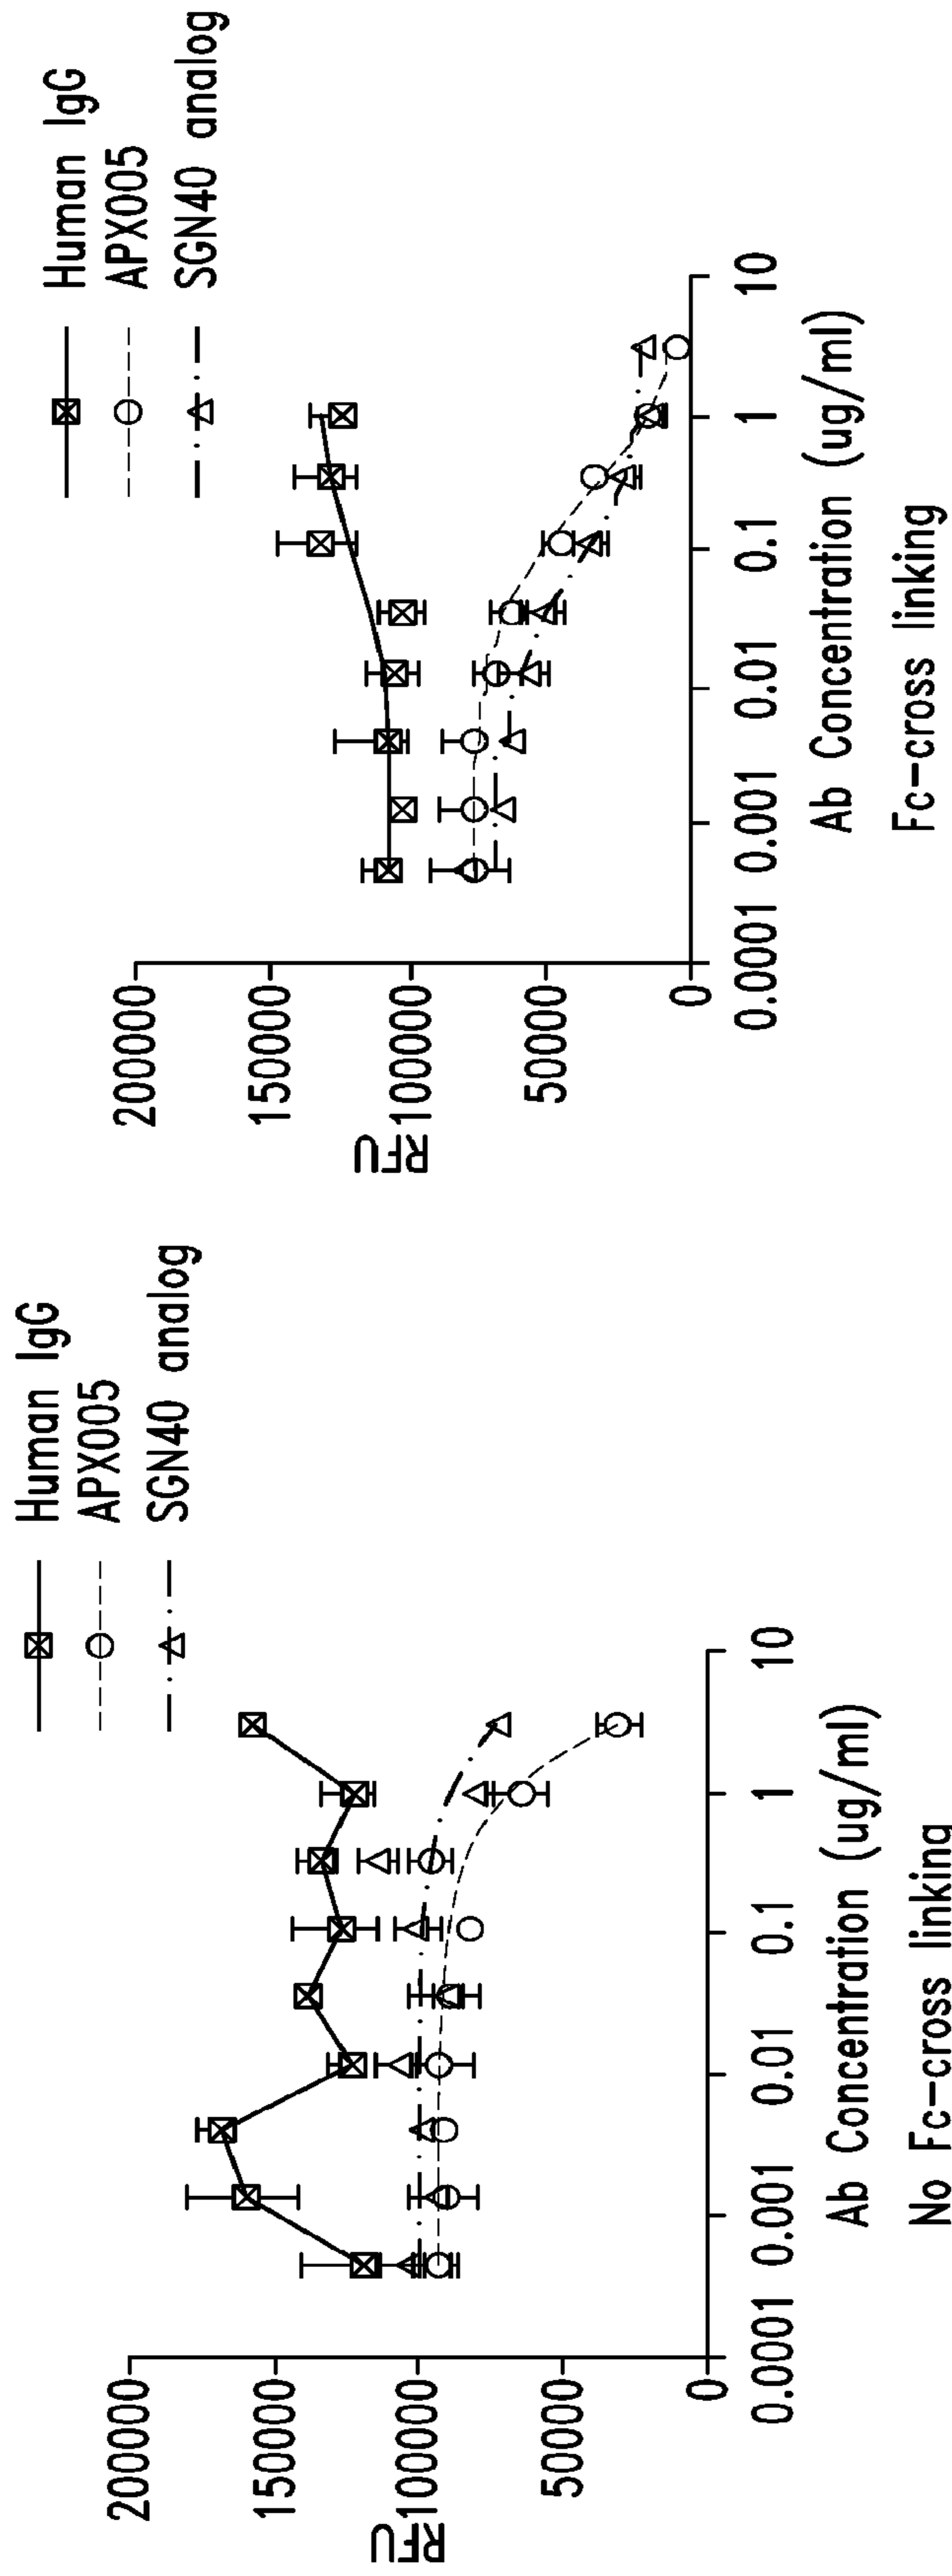 Human IgG
APX005
SGN40 analog
200000
150000
100000
50000
0
RFU
0.0001 0.001 0.01 0.1 1 10
Ab Concentration (ug/ml)
No Fc-cross linking
Human IgG
APX005
SGN40 analog
200000
150000
100000
50000
0
RFU
0.0001 0.001 0.01 0.1 1 10
Ab Concentration (ug/ml)
Fc-cross linking